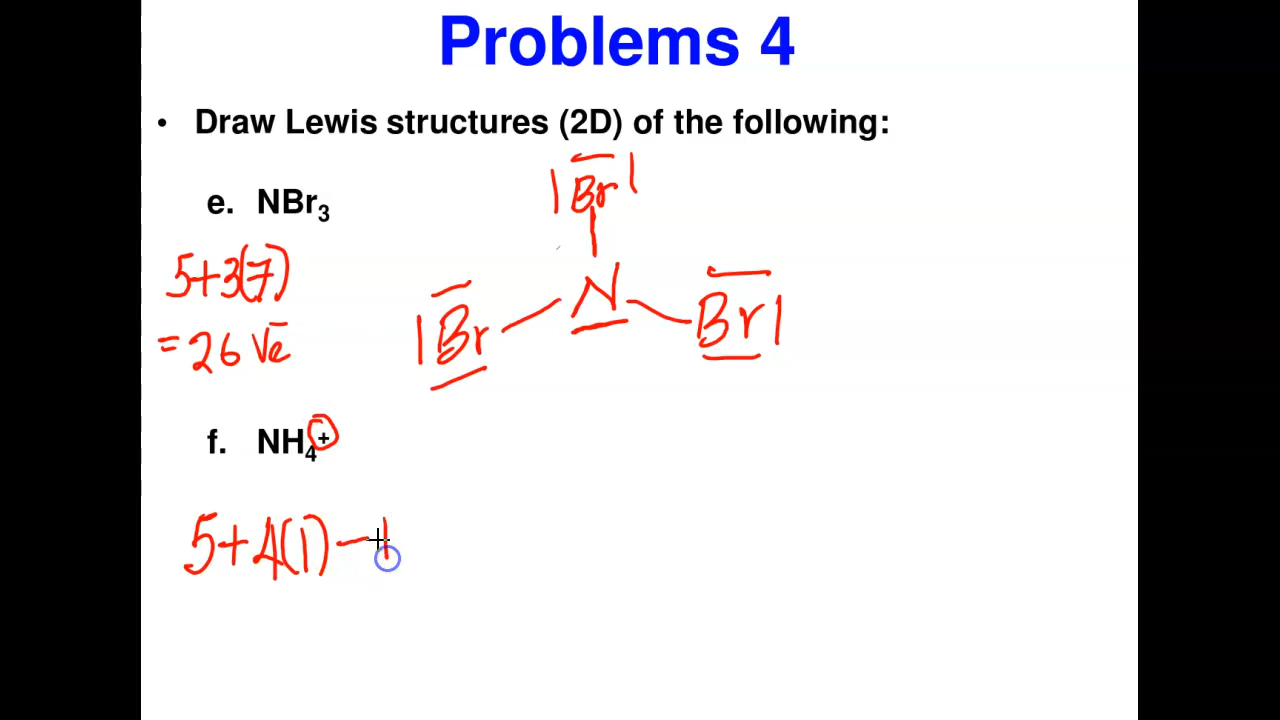 Problems 4
• Draw Lewis structures (2D) of the following:
|Br|
e. NBr₃
5+3(7)
N
|Br
Br|
= 26 Ve⁻
f. NH₄⁺
5+4(1)-1